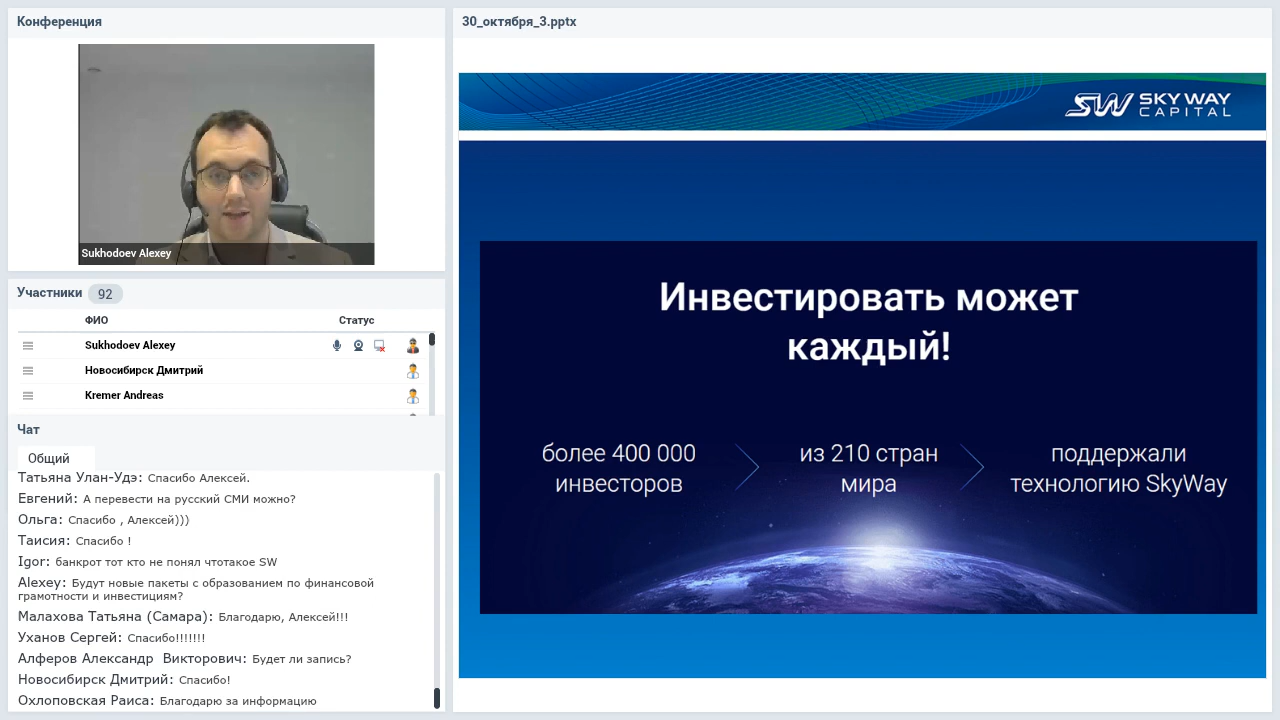 Конференция
Sukhodoev Alexey
Участники 92
ФИО Статус
Sukhodoev Alexey
Новосибирск Дмитрий
Kremer Andreas
Чат
Общий
Татьяна Улан-Удэ: Спасибо Алексей.
Евгений: А перевести на русский СМИ можно?
Ольга: Спасибо , Алексей)))
Таисия: Спасибо !
Igor: банкрот тот кто не понял чтотакое SW
Alexey: Будут новые пакеты с образованием по финансовой
грамотности и инвестициям?
Малахова Татьяна (Самара): Благодарю, Алексей!!!
Уханов Сергей: Спасибо!!!!!!!
Алферов Александр  Викторович: Будет ли запись?
Новосибирск Дмитрий: Спасибо!
Охлоповская Раиса: Благодарю за информацию
30_октября_3.pptx
SW SKY WAY
CAPITAL
Инвестировать может
каждый!
более 400 000
инвесторов
из 210 стран
мира
поддержали
технологию SkyWay